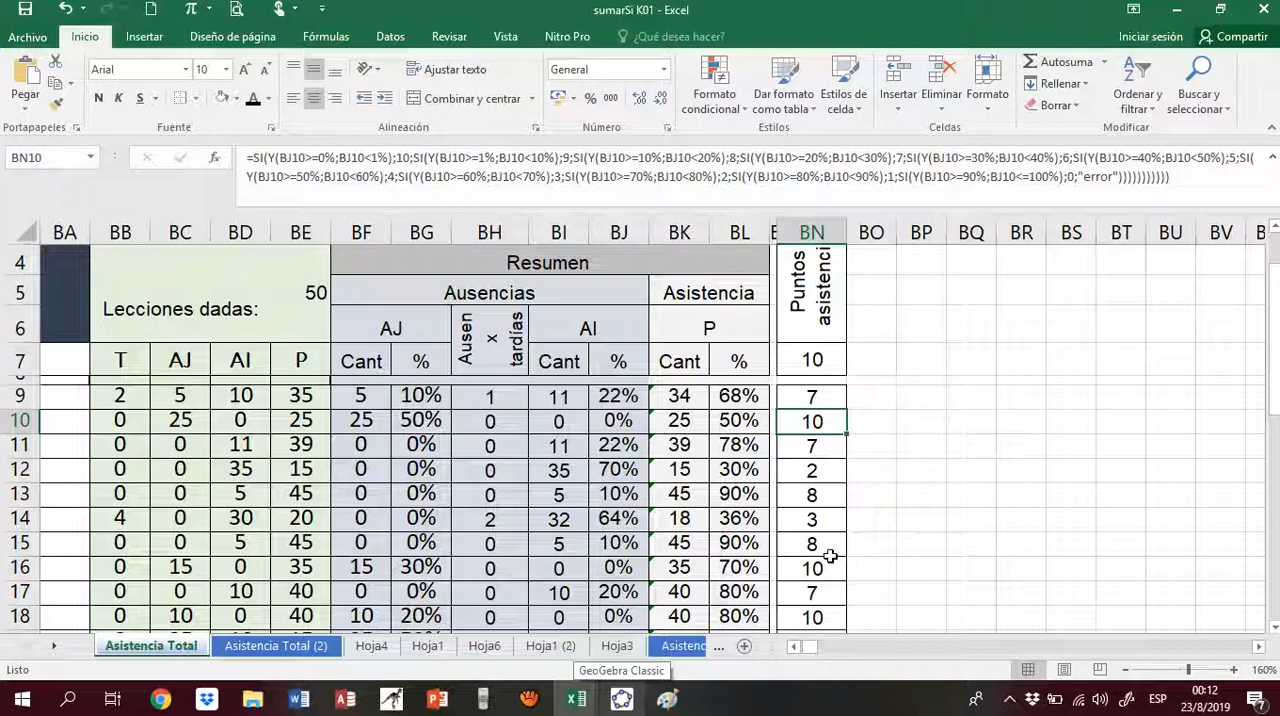 sumarSi K01 - Excel
Archivo Inicio Insertar Diseño de página Fórmulas Datos Revisar Vista Nitro Pro ¿Qué desea hacer? Iniciar sesión Compartir
Pegar
Arial 10
N K S
Ajustar texto
Combinar y centrar
General
% 000
Formato condicional
Dar formato como tabla
Estilos de celda
Insertar Eliminar Formato
Autosuma
Rellenar
Borrar
Ordenar y filtrar
Buscar y seleccionar
Portapapeles Fuente Alineación Número Estilos Celdas Modificar
BN10 fx =SI(Y(BJ10>=0%;BJ10<1%);10;SI(Y(BJ10>=1%;BJ10<10%);9;SI(Y(BJ10>=10%;BJ10<20%);8;SI(Y(BJ10>=20%;BJ10<30%);7;SI(Y(BJ10>=30%;BJ10<40%);6;SI(Y(BJ10>=40%;BJ10<50%);5;SI
(Y(BJ10>=50%;BJ10<60%);4;SI(Y(BJ10>=60%;BJ10<70%);3;SI(Y(BJ10>=70%;BJ10<80%);2;SI(Y(BJ10>=80%;BJ10<90%);1;SI(Y(BJ10>=90%;BJ10<=100%);0;"error")))))))))))
BA BB BC BD BE BF BG BH BI BJ BK BL BN BO BP BQ BR BS BT BU BV
4 Resumen
5 Lecciones dadas: 50 Ausencias Asistencia
Puntos
asistenci
6 AJ Ausen x tardías AI P
7 T AJ AI P Cant % Cant % Cant % 10
9 2 5 10 35 5 10% 1 11 22% 34 68% 7
10 0 25 0 25 25 50% 0 0 0% 25 50% 10
11 0 0 11 39 0 0% 0 11 22% 39 78% 7
12 0 0 35 15 0 0% 0 35 70% 15 30% 2
13 0 0 5 45 0 0% 0 5 10% 45 90% 8
14 4 0 30 20 0 0% 2 32 64% 18 36% 3
15 0 0 5 45 0 0% 0 5 10% 45 90% 8
16 0 15 0 35 15 30% 0 0 0% 35 70% 10
17 0 0 10 40 0 0% 0 10 20% 40 80% 7
18 0 10 0 40 10 20% 0 0 0% 40 80% 10
Asistencia Total Asistencia Total (2) Hoja4 Hoja1 Hoja6 Hoja1 (2) Hoja3 Asistenc ...
Listo GeoGebra Classic 160%
ESP 00:12
23/8/2019
7